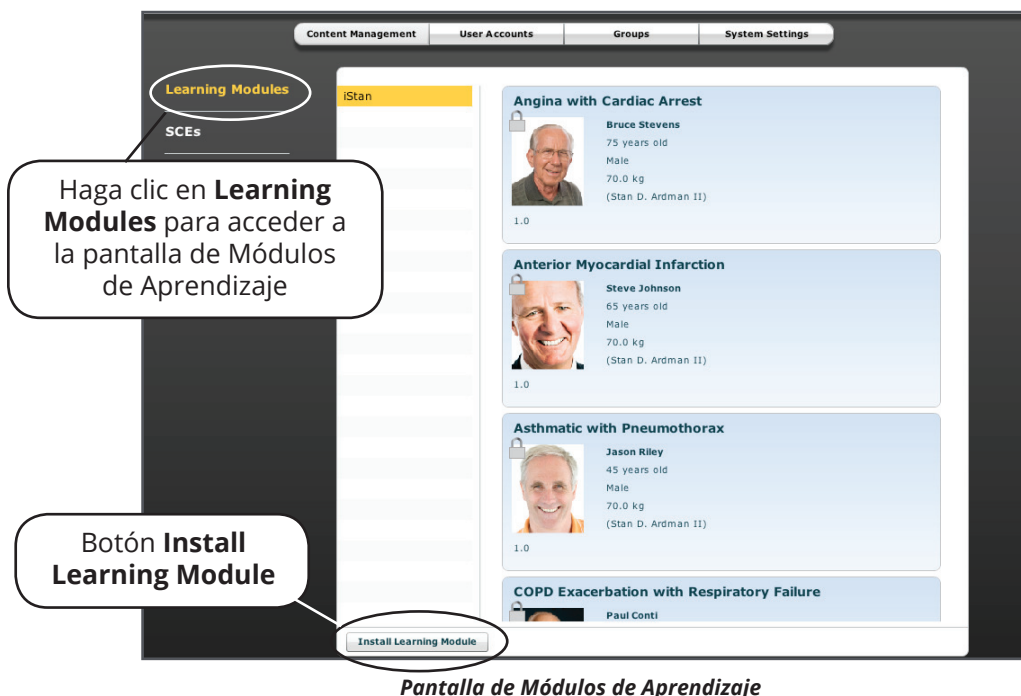 Content Management User Accounts Groups System Settings
Learning Modules
SCEs
Haga clic en Learning
Modules para acceder a
la pantalla de Módulos
de Aprendizaje
Botón Install
Learning Module
iStan
Angina with Cardiac Arrest
Bruce Stevens
75 years old
Male
70.0 kg
(Stan D. Ardman II)
1.0
Anterior Myocardial Infarction
Steve Johnson
65 years old
Male
70.0 kg
(Stan D. Ardman II)
1.0
Asthmatic with Pneumothorax
Jason Riley
45 years old
Male
70.0 kg
(Stan D. Ardman II)
1.0
COPD Exacerbation with Respiratory Failure
Paul Conti
Install Learning Module
Pantalla de Módulos de Aprendizaje